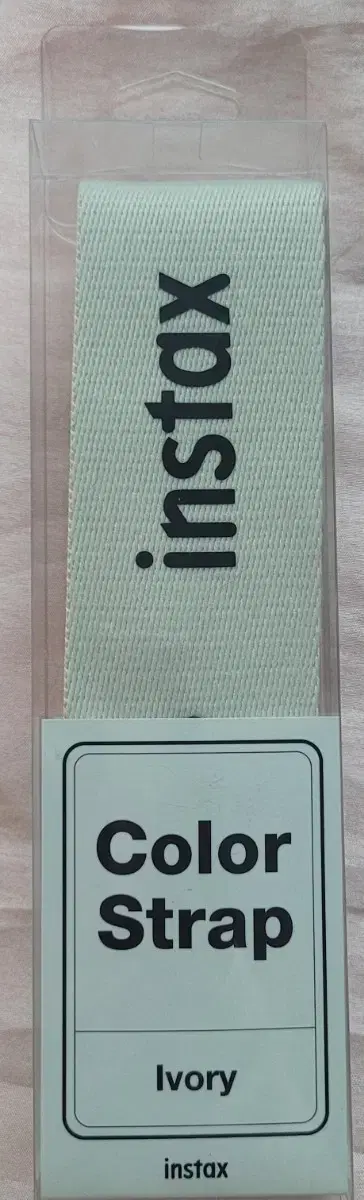 instax
Color
Strap
Ivory
instax